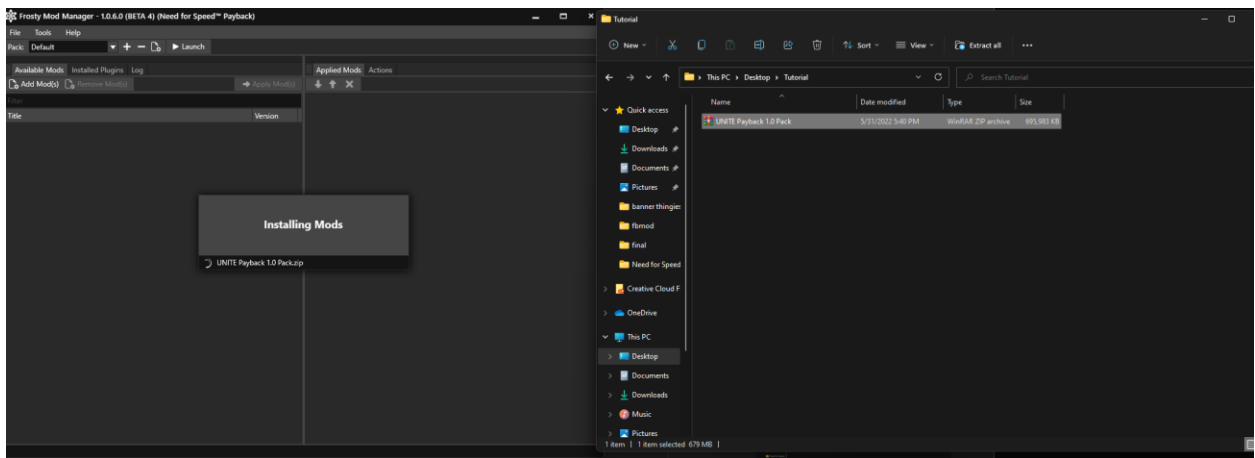 Frosty Mod Manager - 1.0.6.0 (BETA 4) (Need for Speed™ Payback)
File Tools Help
Pack: Default Launch
Available Mods Installed Plugins Log
Add Mod(s) Remove Mod(s) Apply Mod(s)
Filter
Title Version
Applied Mods Actions
Installing Mods
UNITE Payback 1.0 Pack.zip
Tutorial
New Sort View Extract all
This PC > Desktop > Tutorial
Search Tutorial
Name Date modified Type Size
UNITE Payback 1.0 Pack 5/31/2022 5:40 PM WinRAR ZIP archive 695,983 KB
Quick access
Desktop
Downloads
Documents
Pictures
banner thingies
fbmod
final
Need for Speed
Creative Cloud F
OneDrive
This PC
Desktop
Documents
Downloads
Music
Pictures
1 item | 1 item selected 679 MB |